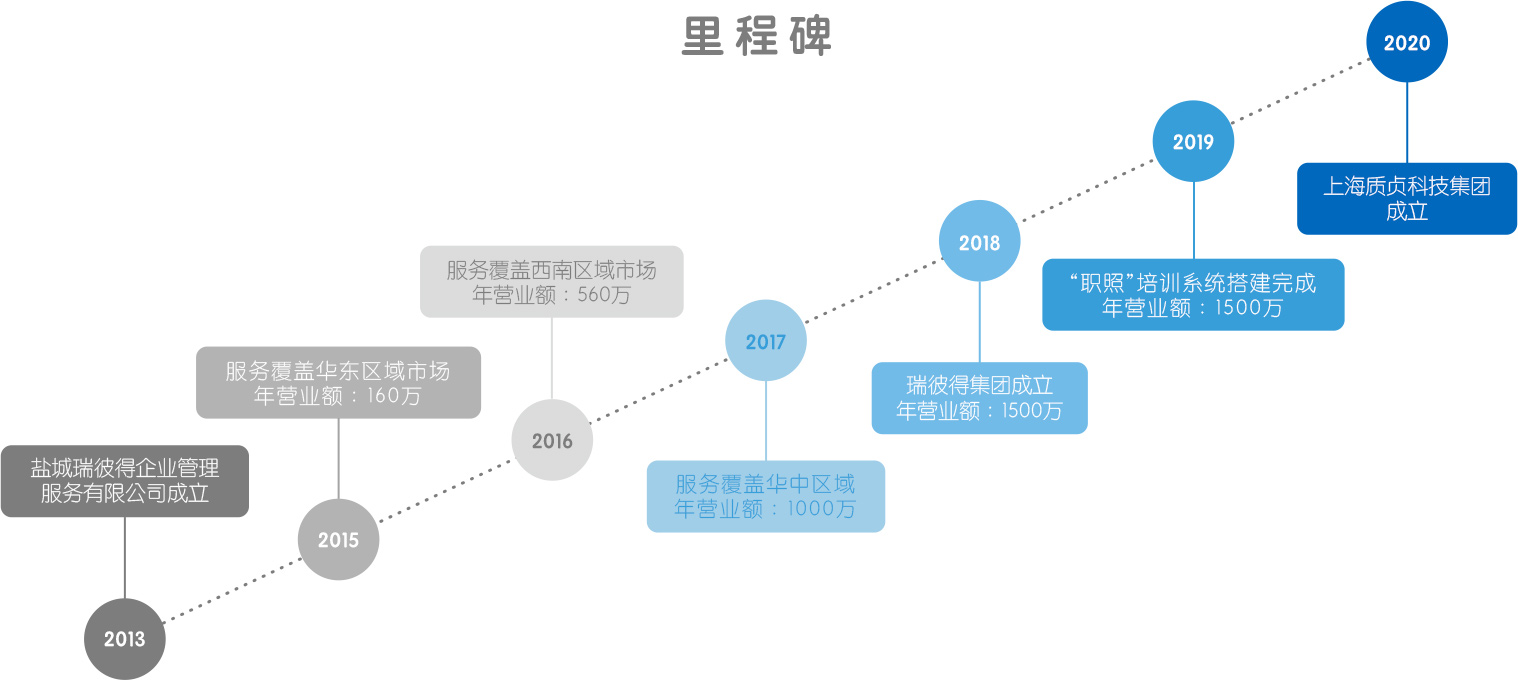 里程碑
盐城瑞彼得企业管理
服务有限公司成立
2013
服务覆盖华东区域市场
年营业额：160万
2015
服务覆盖西南区域市场
年营业额：560万
2016
2017
服务覆盖华中区域
年营业额：1000万
2018
瑞彼得集团成立
年营业额：1500万
2019
“职照”培训系统搭建完成
年营业额：1500万
2020
上海质贞科技集团
成立